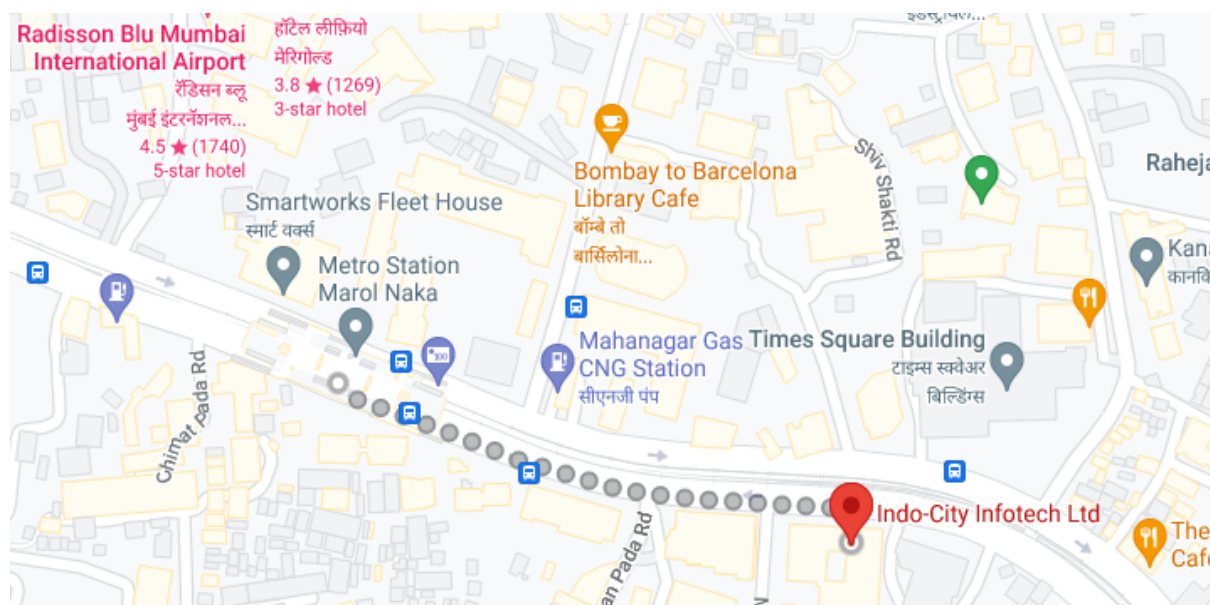 Radisson Blu Mumbai
International Airport
रॅडिसन ब्लू
मुंबई इंटरनॅशनल...
4.5 ★ (1740)
5-star hotel
हॉटेल लीफ़ियो
मेरिगोल्ड
3.8 ★ (1269)
3-star hotel
Bombay to Barcelona
Library Cafe
बॉम्बे तो
बार्सिलोना...
Shiv Shakti Rd
Raheja
Smartworks Fleet House
स्मार्ट वर्क्स
Metro Station
Marol Naka
Kana
Mahanagar Gas
CNG Station
सीएनजी पंप
Times Square Building
टाइम्स स्क्वेअर
बिल्डिंग्स
Chimat Pada Rd
an Pada Rd
Indo-City Infotech Ltd
The
Cafe